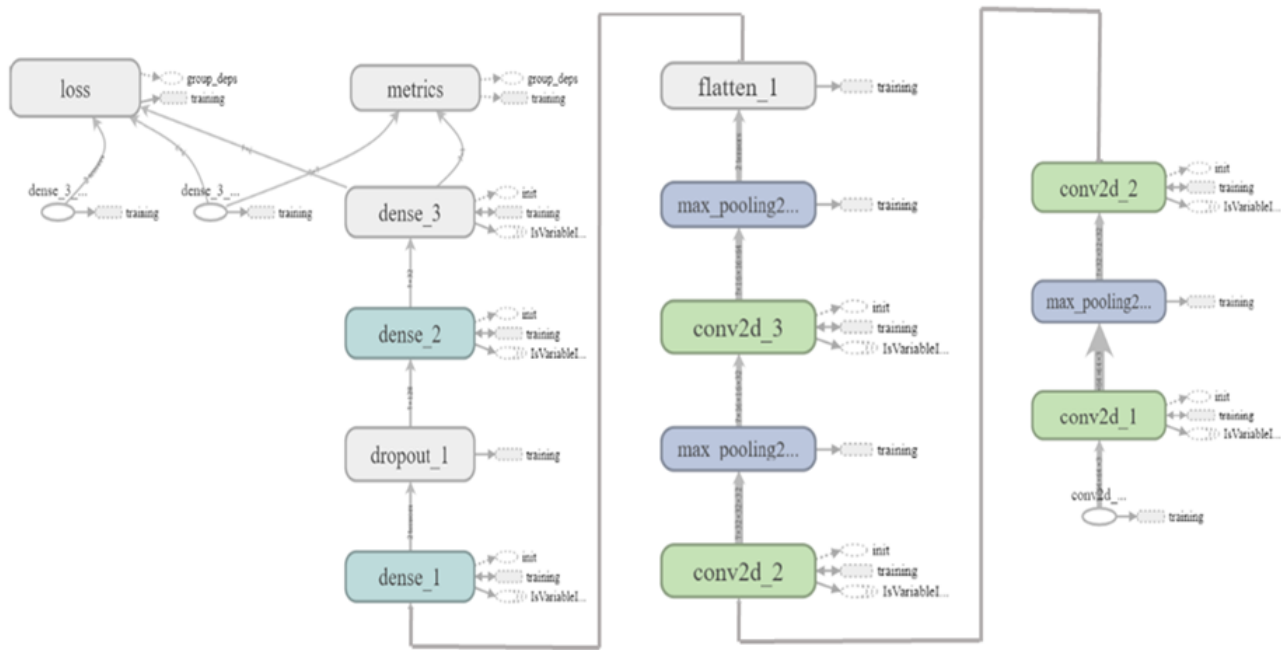 loss
group_deps
training
metrics
group_deps
training
dense_3_...
training
dense_3_...
training
dense_3
init
training
IsVariableI...
dense_2
init
training
IsVariableI...
dropout_1
training
dense_1
init
training
IsVariableI...
flatten_1
training
max_pooling2...
training
conv2d_3
init
training
IsVariableI...
max_pooling2...
training
conv2d_2
init
training
IsVariableI...
conv2d_2
init
training
IsVariableI...
max_pooling2...
training
conv2d_1
init
training
IsVariableI...
conv2d_...
training